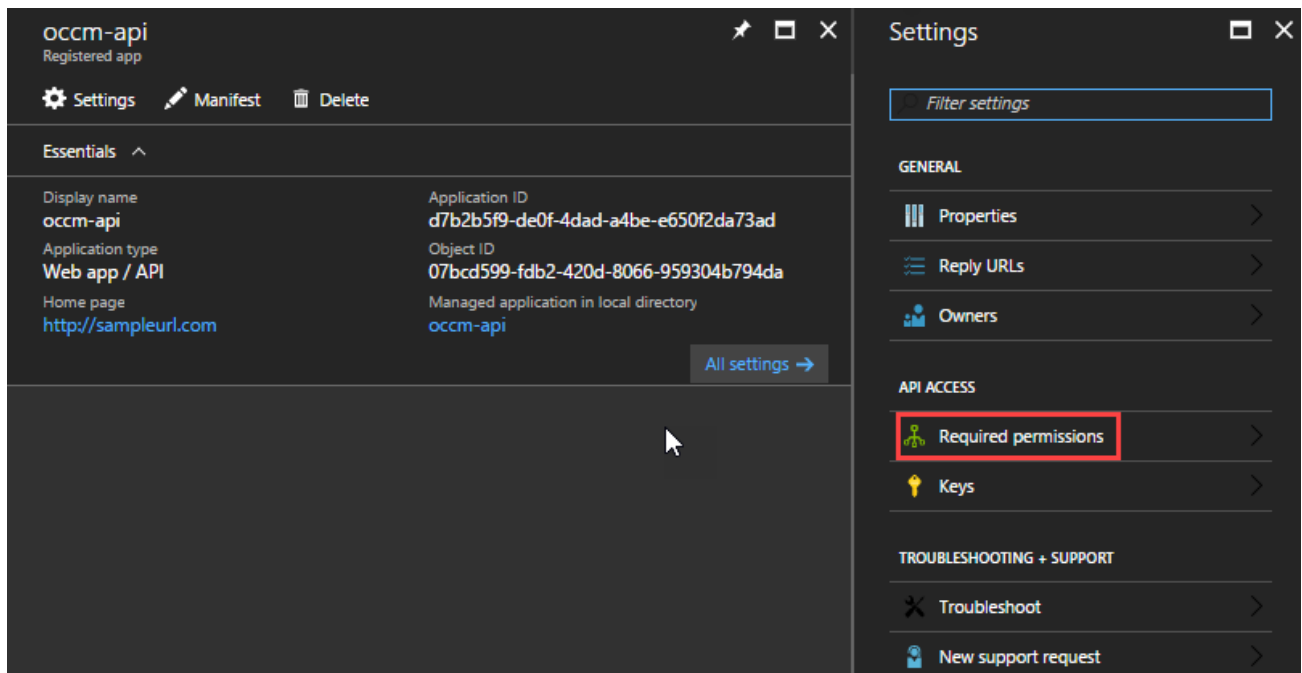 occm-api
Registered app
Settings
Manifest
Delete
Essentials
Display name
occm-api
Application type
Web app / API
Home page
http://sampleurl.com
Application ID
d7b2b5f9-de0f-4dad-a4be-e650f2da73ad
Object ID
07bcd599-fdb2-420d-8066-959304b794da
Managed application in local directory
occm-api
All settings →
Settings
Filter settings
GENERAL
Properties
Reply URLs
Owners
API ACCESS
Required permissions
Keys
TROUBLESHOOTING + SUPPORT
Troubleshoot
New support request